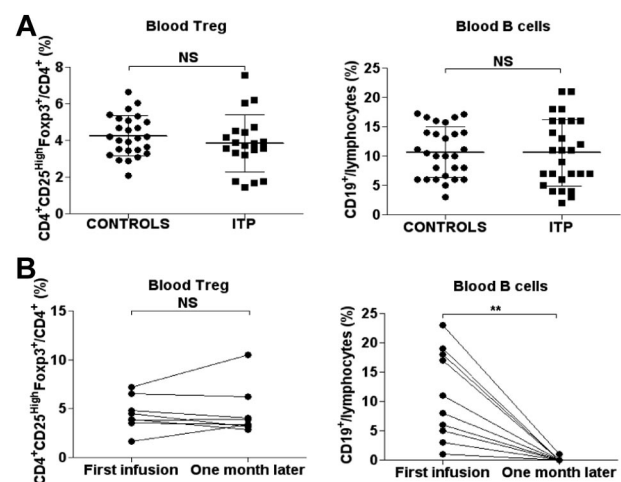 A
Blood Treg
NS
CD4+CD25HighFoxp3+/CD4+ (%)
8
6
4
2
0
CONTROLS
ITP
Blood B cells
NS
CD19+/lymphocytes (%)
25
20
15
10
5
0
CONTROLS
ITP
B
Blood Treg
NS
CD4+CD25HighFoxp3+/CD4+ (%)
15
10
5
0
First infusion
One month later
Blood B cells
**
CD19+/lymphocytes (%)
25
20
15
10
5
0
First infusion
One month later